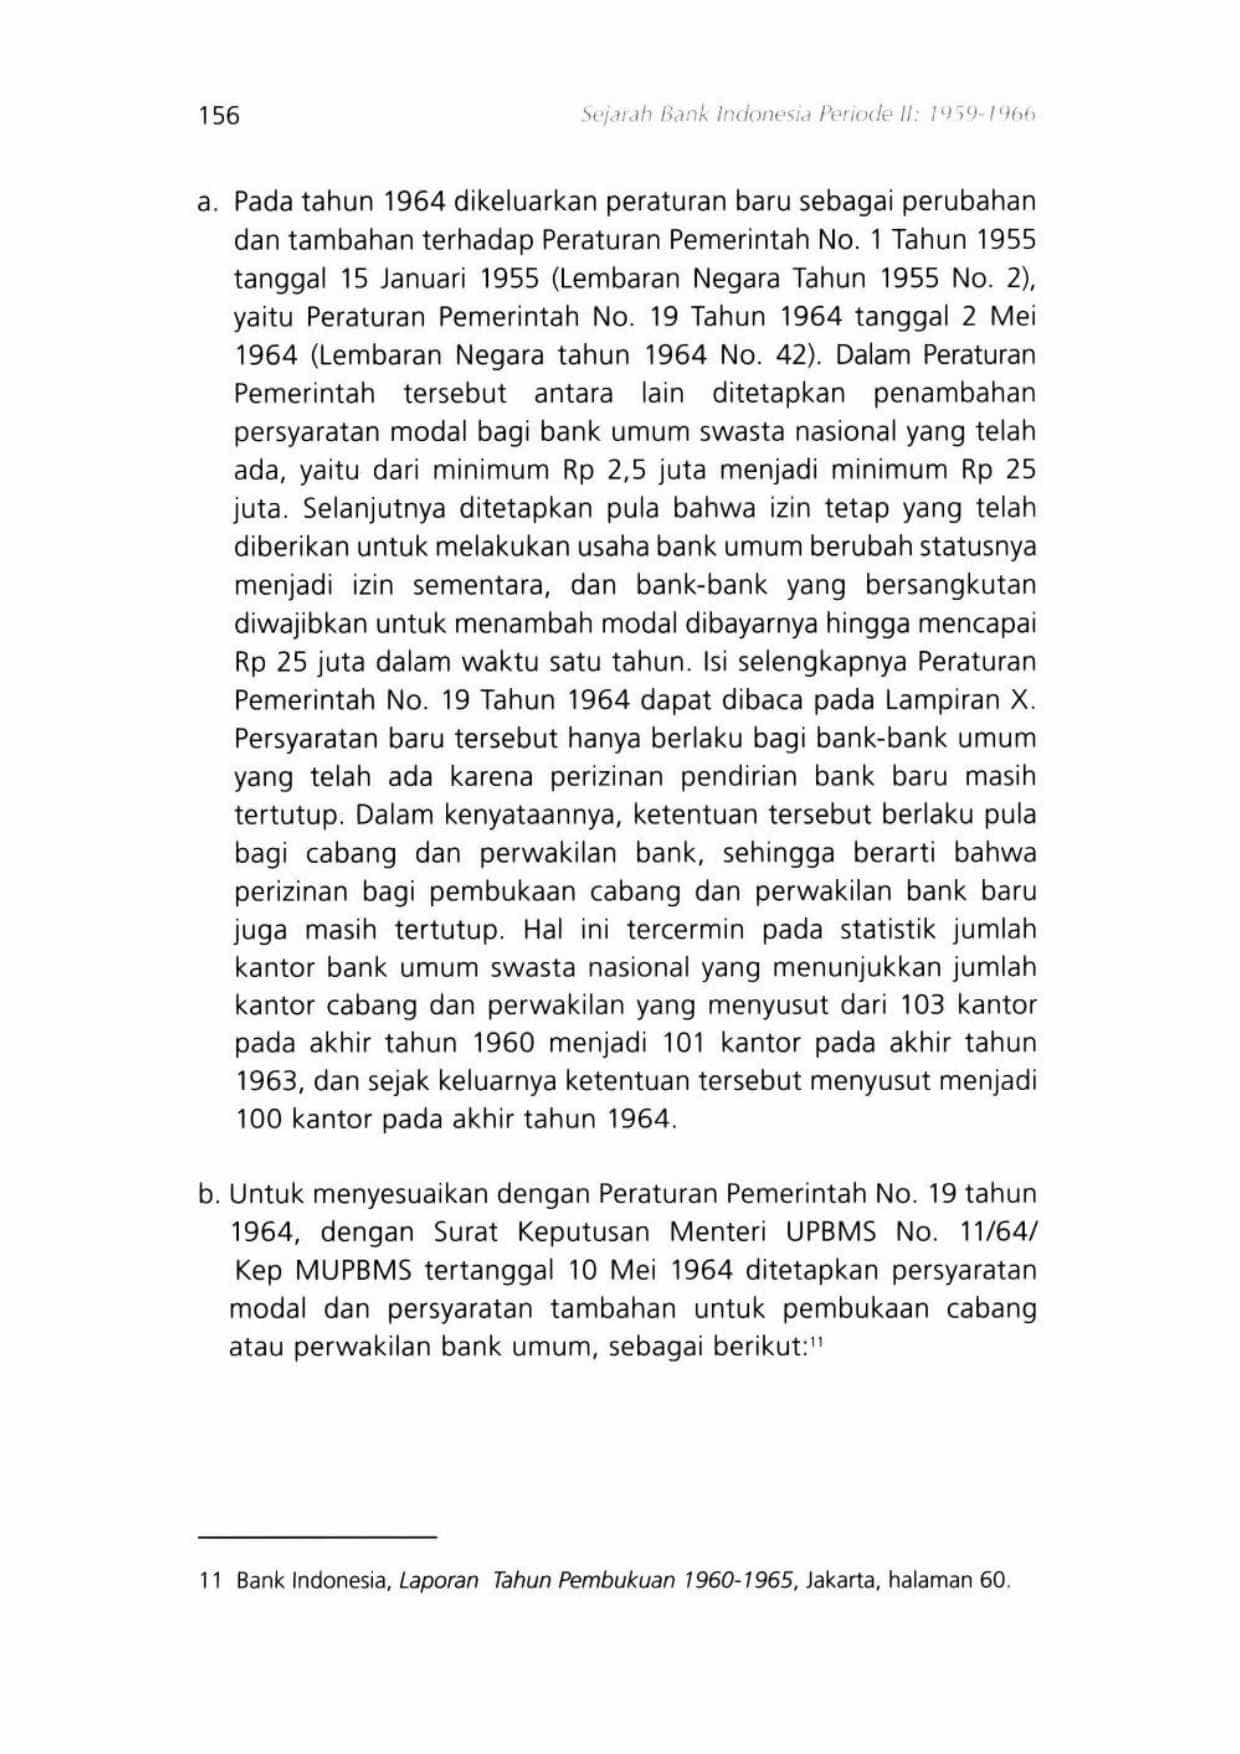 156
Sejarah Bank Indonesia Periode II: 1959-1966
a. Pada tahun 1964 dikeluarkan peraturan baru sebagai perubahan
dan tambahan terhadap Peraturan Pemerintah No. 1 Tahun 1955
tanggal 15 Januari 1955 (Lembaran Negara Tahun 1955 No. 2),
yaitu Peraturan Pemerintah No. 19 Tahun 1964 tanggal 2 Mei
1964 (Lembaran Negara tahun 1964 No. 42). Dalam Peraturan
Pemerintah tersebut antara lain ditetapkan penambahan
persyaratan modal bagi bank umum swasta nasional yang telah
ada, yaitu dari minimum Rp 2,5 juta menjadi minimum Rp 25
juta. Selanjutnya ditetapkan pula bahwa izin tetap yang telah
diberikan untuk melakukan usaha bank umum berubah statusnya
menjadi izin sementara, dan bank-bank yang bersangkutan
diwajibkan untuk menambah modal dibayarnya hingga mencapai
Rp 25 juta dalam waktu satu tahun. Isi selengkapnya Peraturan
Pemerintah No. 19 Tahun 1964 dapat dibaca pada Lampiran X.
Persyaratan baru tersebut hanya berlaku bagi bank-bank umum
yang telah ada karena perizinan pendirian bank baru masih
tertutup. Dalam kenyataannya, ketentuan tersebut berlaku pula
bagi cabang dan perwakilan bank, sehingga berarti bahwa
perizinan bagi pembukaan cabang dan perwakilan bank baru
juga masih tertutup. Hal ini tercermin pada statistik jumlah
kantor bank umum swasta nasional yang menunjukkan jumlah
kantor cabang dan perwakilan yang menyusut dari 103 kantor
pada akhir tahun 1960 menjadi 101 kantor pada akhir tahun
1963, dan sejak keluarnya ketentuan tersebut menyusut menjadi
100 kantor pada akhir tahun 1964.
b. Untuk menyesuaikan dengan Peraturan Pemerintah No. 19 tahun
1964, dengan Surat Keputusan Menteri UPBMS No. 11/64/
Kep MUPBMS tertanggal 10 Mei 1964 ditetapkan persyaratan
modal dan persyaratan tambahan untuk pembukaan cabang
atau perwakilan bank umum, sebagai berikut:¹¹
11 Bank Indonesia, Laporan Tahun Pembukuan 1960-1965, Jakarta, halaman 60.